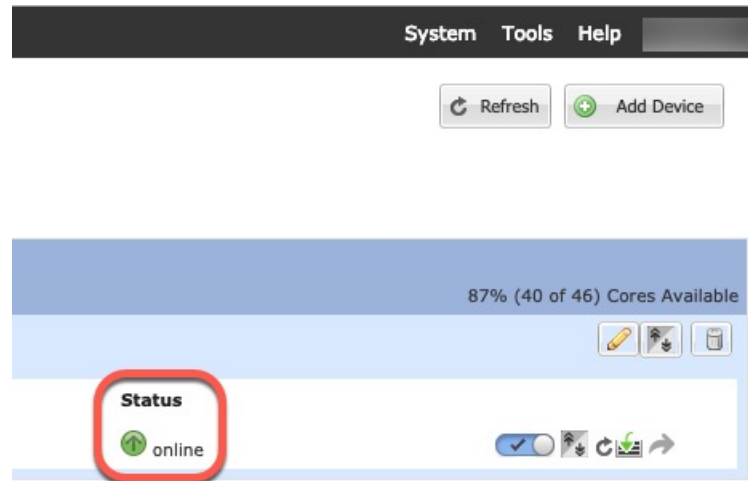 System Tools Help
Refresh Add Device
87% (40 of 46) Cores Available
Status
online